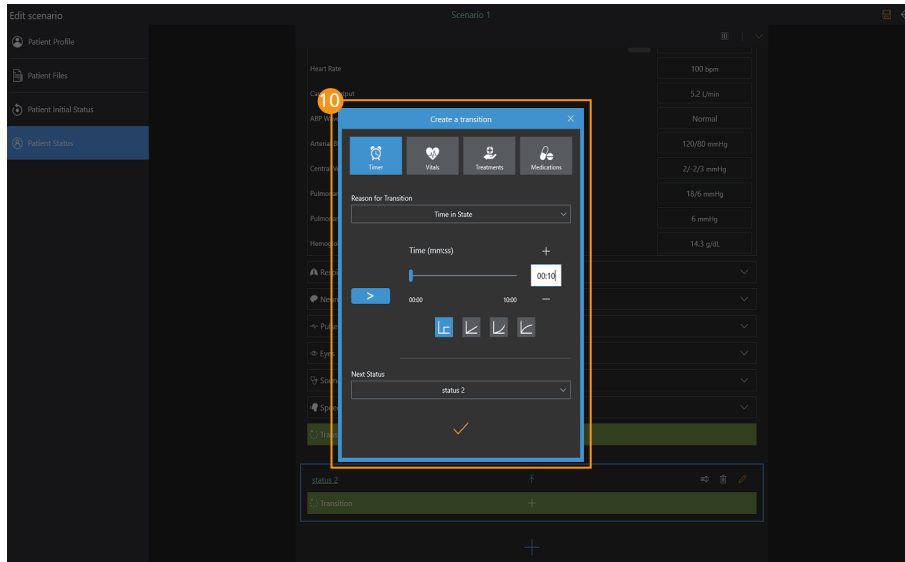 Edit scenario
Scenario 1
Patient Profile
Patient Files
Patient Initial Status
Patient Status
Heart Rate
100 bpm
5.2 L/min
10
ABP
Normal
120/80 mmHg
2/-2/3 mmHg
18/6 mmHg
6 mmHg
14.3 g/dL
Create a transition
Timer
Vitals
Treatments
Medications
Reason for Transition
Time in State
Time (mm:ss)
+
00:10
>
00:00
10:00
−
Next Status
status 2
Eyes
status 2
Transition
+
+